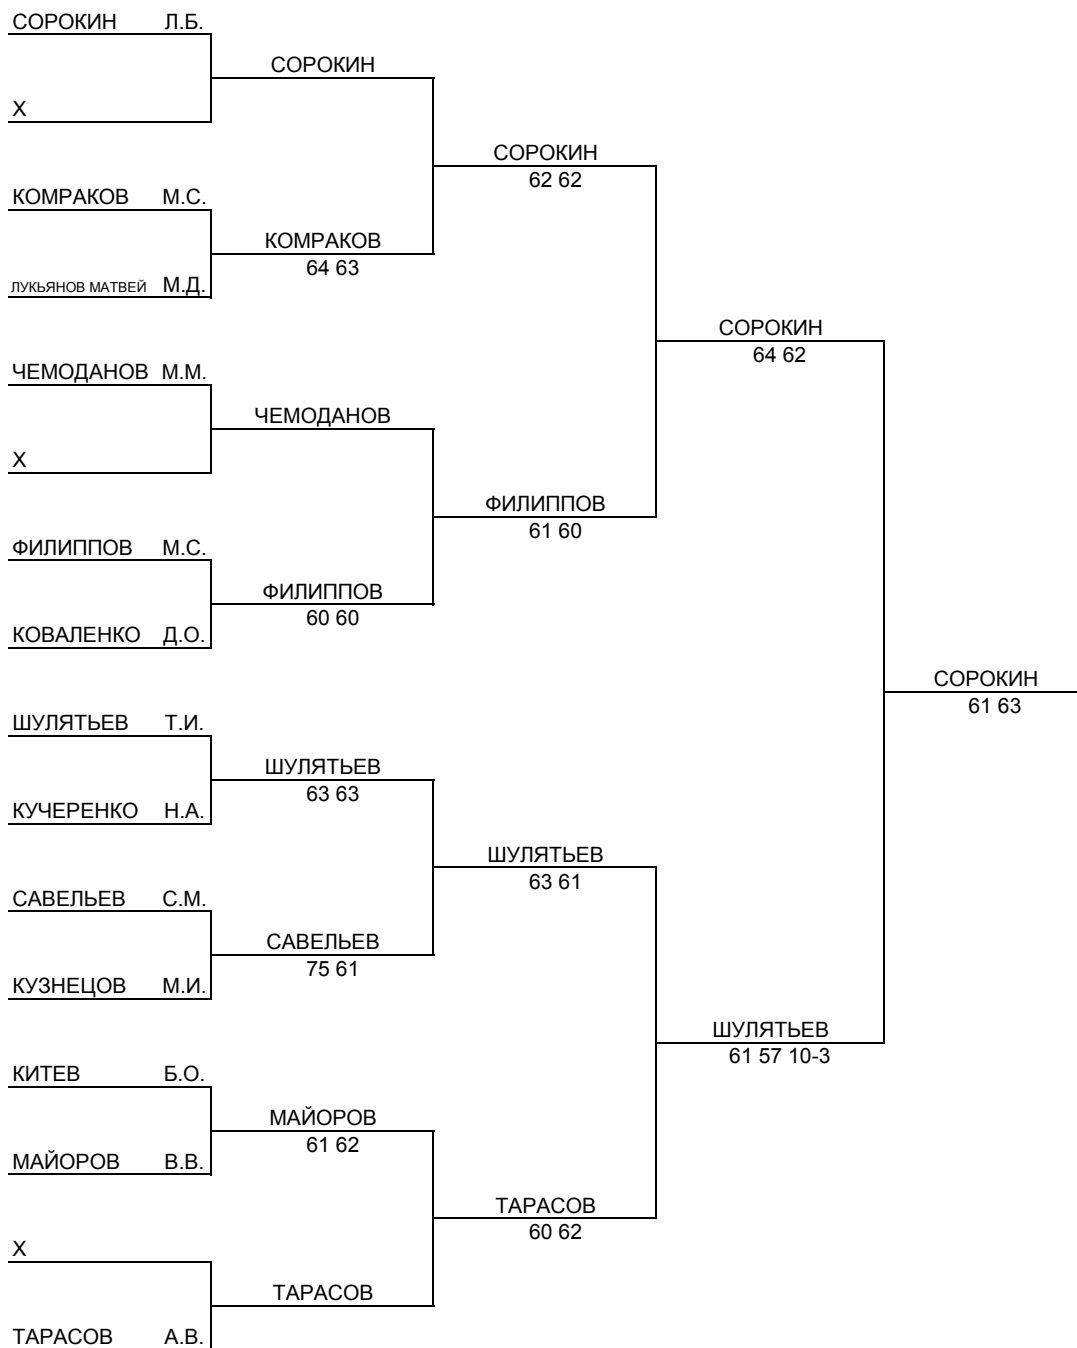 СОРОКИН Л.Б.
СОРОКИН
Х
СОРОКИН
62 62
КОМРАКОВ М.С.
КОМРАКОВ
64 63
ЛУКЬЯНОВ МАТВЕЙ М.Д.
СОРОКИН
64 62
ЧЕМОДАНОВ М.М.
ЧЕМОДАНОВ
Х
ФИЛИППОВ
61 60
ФИЛИППОВ М.С.
ФИЛИППОВ
60 60
КОВАЛЕНКО Д.О.
СОРОКИН
61 63
ШУЛЯТЬЕВ Т.И.
ШУЛЯТЬЕВ
63 63
КУЧЕРЕНКО Н.А.
ШУЛЯТЬЕВ
63 61
САВЕЛЬЕВ С.М.
САВЕЛЬЕВ
75 61
КУЗНЕЦОВ М.И.
ШУЛЯТЬЕВ
61 57 10-3
КИТЕВ Б.О.
МАЙОРОВ
61 62
МАЙОРОВ В.В.
ТАРАСОВ
60 62
Х
ТАРАСОВ
ТАРАСОВ А.В.